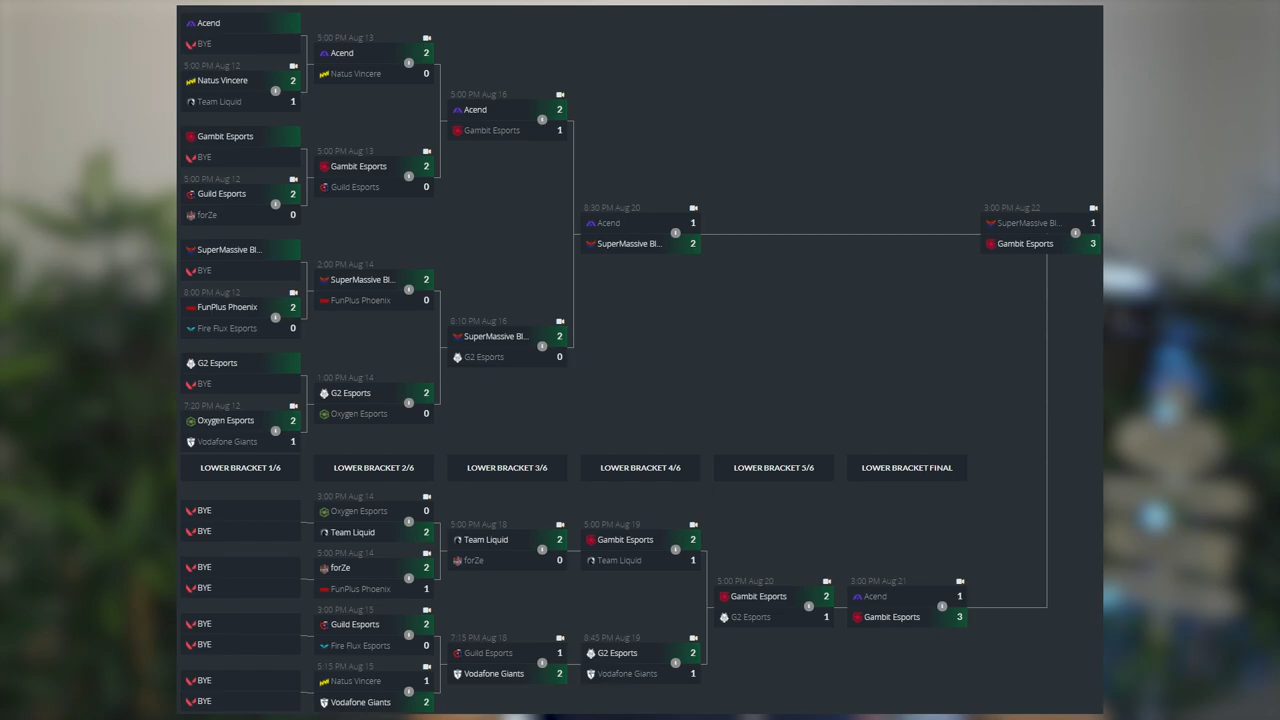 Acend
BYE
5:00 PM Aug 12
Natus Vincere 2
Team Liquid 1
Gambit Esports
BYE
5:00 PM Aug 12
Guild Esports 2
forZe 0
SuperMassive Bl...
BYE
8:00 PM Aug 12
FunPlus Phoenix 2
Fire Flux Esports 0
G2 Esports
BYE
7:20 PM Aug 12
Oxygen Esports 2
Vodafone Giants 1
5:00 PM Aug 13
Acend 2
Natus Vincere 0
5:00 PM Aug 13
Gambit Esports 2
Guild Esports 0
2:00 PM Aug 14
SuperMassive Bl... 2
FunPlus Phoenix 0
1:00 PM Aug 14
G2 Esports 2
Oxygen Esports 0
5:00 PM Aug 16
Acend 2
Gambit Esports 1
8:10 PM Aug 16
SuperMassive Bl... 2
G2 Esports 0
8:30 PM Aug 20
Acend 1
SuperMassive Bl... 2
3:00 PM Aug 22
SuperMassive Bl... 1
Gambit Esports 3
LOWER BRACKET 1/6
LOWER BRACKET 2/6
LOWER BRACKET 3/6
LOWER BRACKET 4/6
LOWER BRACKET 5/6
LOWER BRACKET FINAL
BYE
BYE
BYE
BYE
BYE
BYE
BYE
BYE
3:00 PM Aug 14
Oxygen Esports 0
Team Liquid 2
5:00 PM Aug 14
forZe 2
FunPlus Phoenix 1
3:00 PM Aug 15
Guild Esports 2
Fire Flux Esports 0
5:15 PM Aug 15
Natus Vincere 1
Vodafone Giants 2
5:00 PM Aug 18
Team Liquid 2
forZe 0
7:15 PM Aug 18
Guild Esports 1
Vodafone Giants 2
5:00 PM Aug 19
Gambit Esports 2
Team Liquid 1
8:45 PM Aug 19
G2 Esports 2
Vodafone Giants 1
5:00 PM Aug 20
Gambit Esports 2
G2 Esports 1
3:00 PM Aug 21
Acend 1
Gambit Esports 3